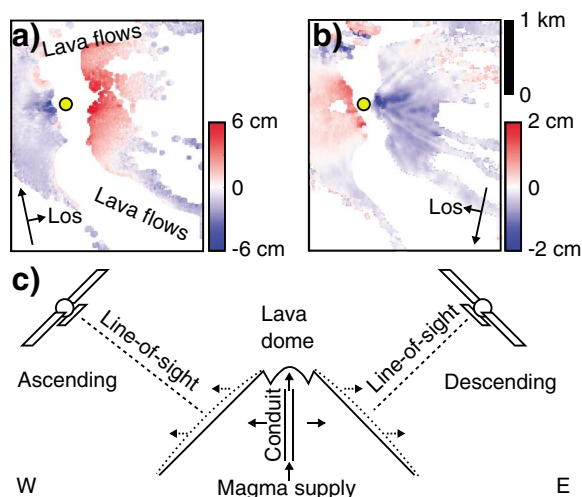 a)
Lava flows
Lava flows
Los
6 cm
0
-6 cm
b)
1 km
0
Los
2 cm
0
-2 cm
c)
Lava
dome
Line-of-sight
Line-of-sight
Ascending
Descending
Conduit
W
Magma supply
E